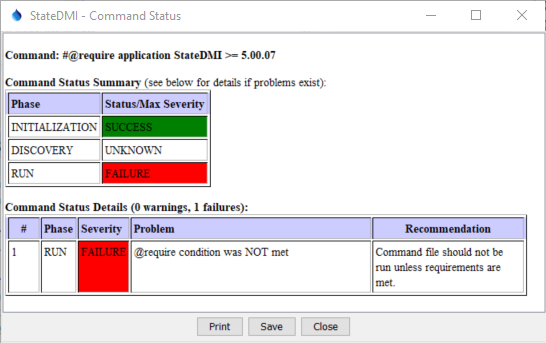 StateDMI - Command Status
Command: #@require application StateDMI >= 5.00.07
Command Status Summary (see below for details if problems exist):
Phase Status/Max Severity
INITIALIZATION SUCCESS
DISCOVERY UNKNOWN
RUN FAILURE
Command Status Details (0 warnings, 1 failures):
# Phase Severity Problem Recommendation
1 RUN FAILURE @require condition was NOT met Command file should not be
run unless requirements are
met.
Print Save Close